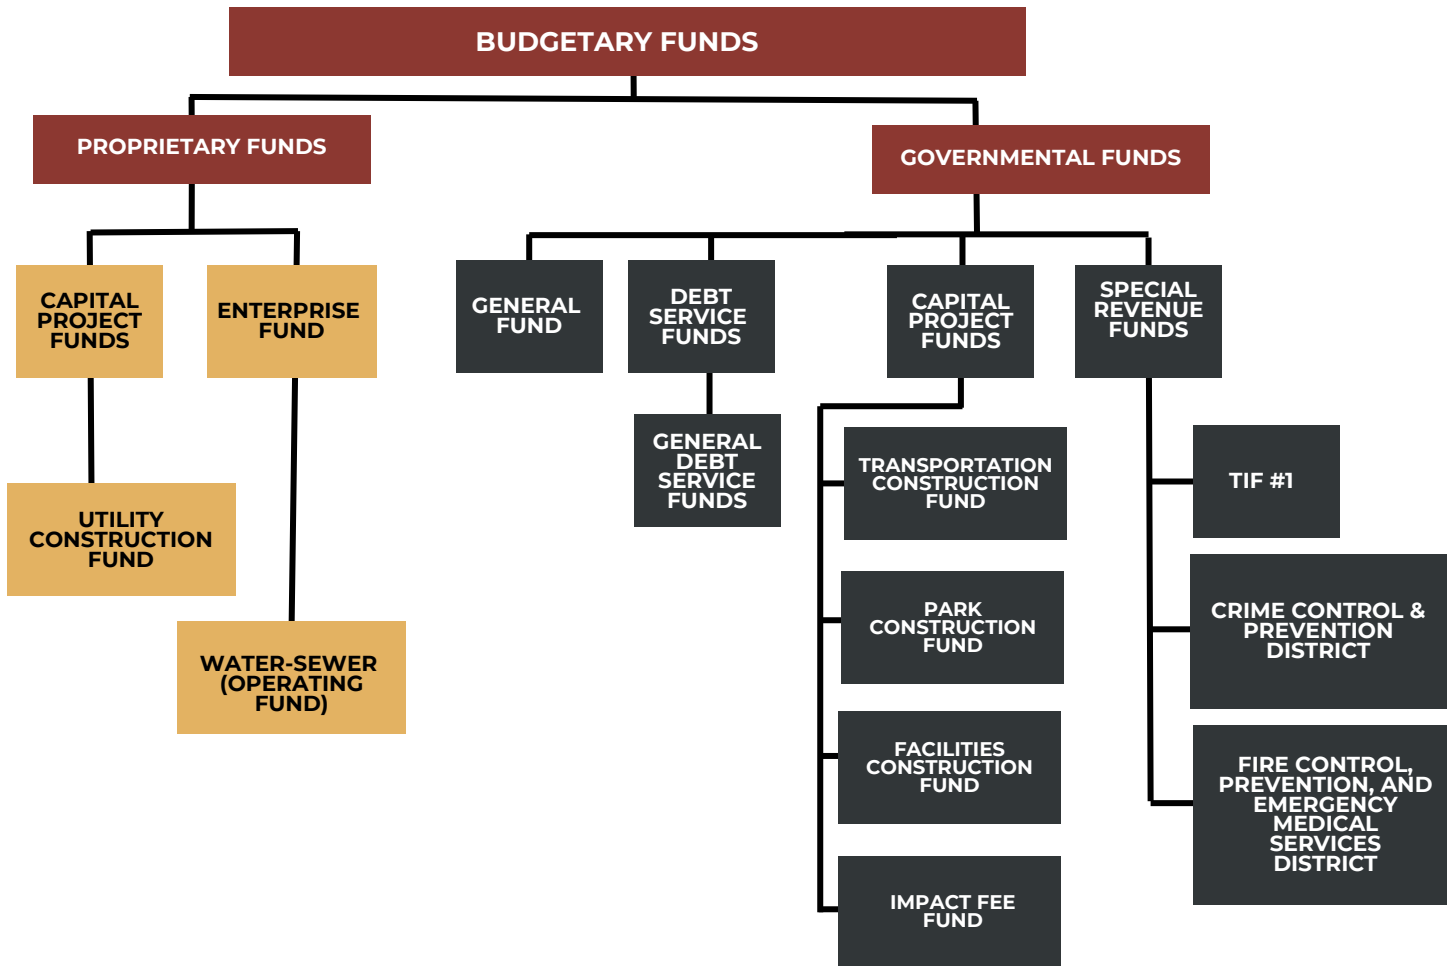 BUDGETARY FUNDS
PROPRIETARY FUNDS
GOVERNMENTAL FUNDS
CAPITAL
PROJECT
FUNDS
ENTERPRISE
FUND
GENERAL
FUND
DEBT
SERVICE
FUNDS
CAPITAL
PROJECT
FUNDS
SPECIAL
REVENUE
FUNDS
UTILITY
CONSTRUCTION
FUND
WATER-SEWER
(OPERATING
FUND)
GENERAL
DEBT
SERVICE
FUNDS
TRANSPORTATION
CONSTRUCTION
FUND
PARK
CONSTRUCTION
FUND
FACILITIES
CONSTRUCTION
FUND
IMPACT FEE
FUND
TIF #1
CRIME CONTROL &
PREVENTION
DISTRICT
FIRE CONTROL,
PREVENTION, AND
EMERGENCY
MEDICAL
SERVICES
DISTRICT